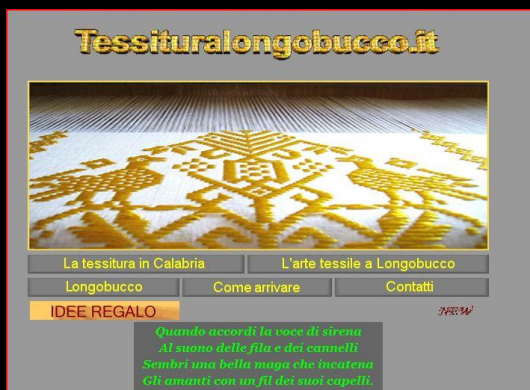 Tessituralongobucco.it
La tessitura in Calabria L'arte tessile a Longobucco
Longobucco Come arrivare Contatti
IDEE REGALO NEW
Quando accordi la voce di sirena
Al suono delle fila e dei cannelli
Sembri una bella maga che incatena
Gli amanti con un fil dei suoi capelli.